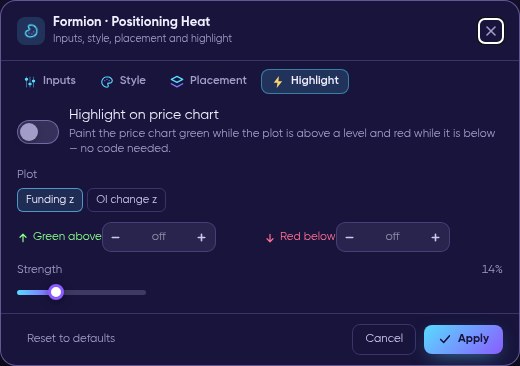 Formion · Positioning Heat
Inputs, style, placement and highlight
Inputs Style Placement Highlight
Highlight on price chart
Paint the price chart green while the plot is above a level and red while it is below
— no code needed.
Plot
Funding z OI change z
↑ Green above − off + ↓ Red below − off +
Strength 14%
Reset to defaults Cancel Apply